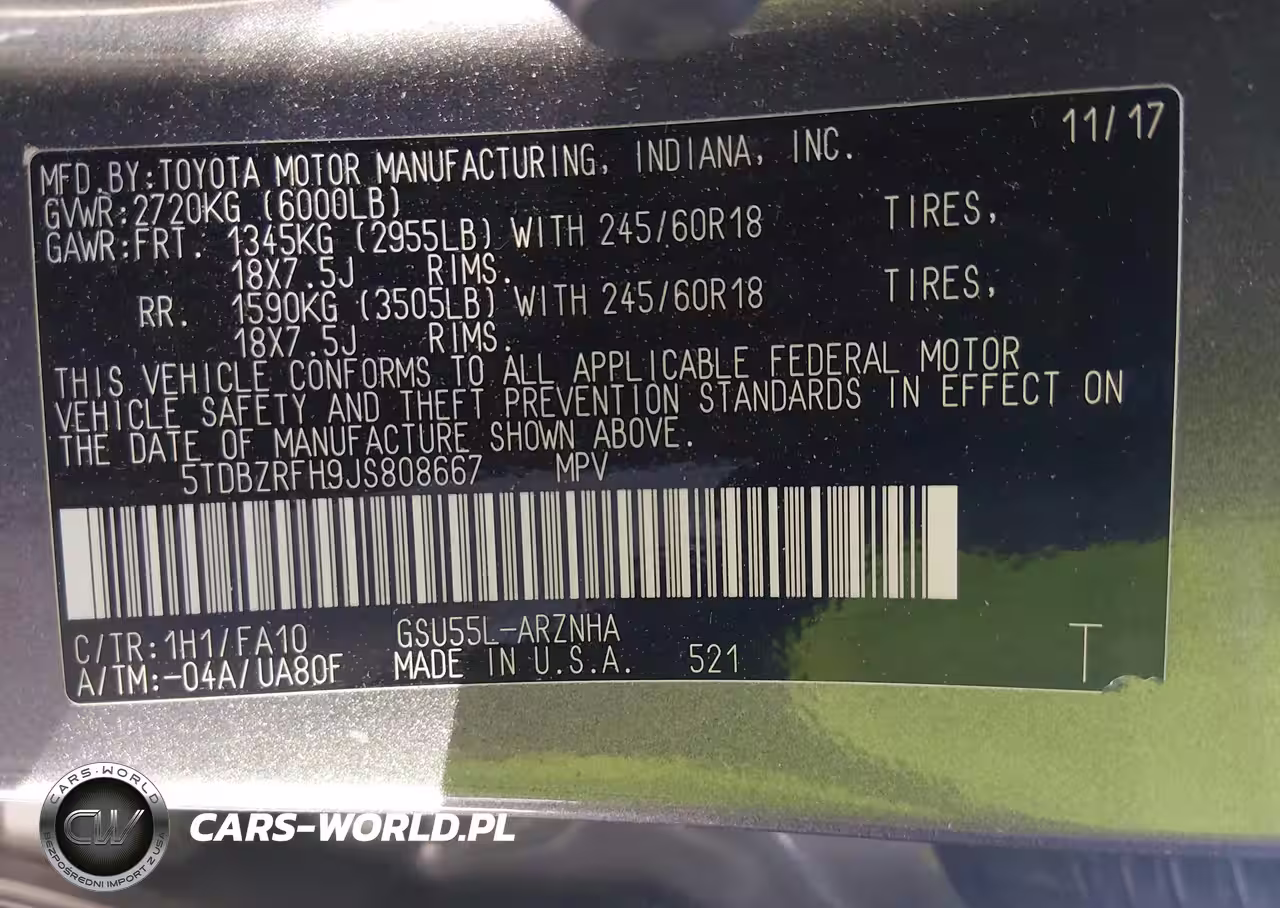 11/17
MFD.BY:TOYOTA MOTOR MANUFACTURING, INDIANA, INC.
GVWR:2720KG (6000LB)
GAWR:FRT. 1345KG (2955LB) WITH 245/60R18 TIRES,
18X7.5J RIMS.
RR. 1590KG (3505LB) WITH 245/60R18 TIRES,
18X7.5J RIMS.
THIS VEHICLE CONFORMS TO ALL APPLICABLE FEDERAL MOTOR
VEHICLE SAFETY AND THEFT PREVENTION STANDARDS IN EFFECT ON
THE DATE OF MANUFACTURE SHOWN ABOVE.
5TDBZRFH9JS808667 MPV
C/TR:1H1/FA10 GSU55L-ARZNHA
A/TM:-04A/UA80F MADE IN U.S.A. 521 T
CARS-WORLD
CW
BEZPOŚREDNI IMPORT Z USA
CARS-WORLD.PL